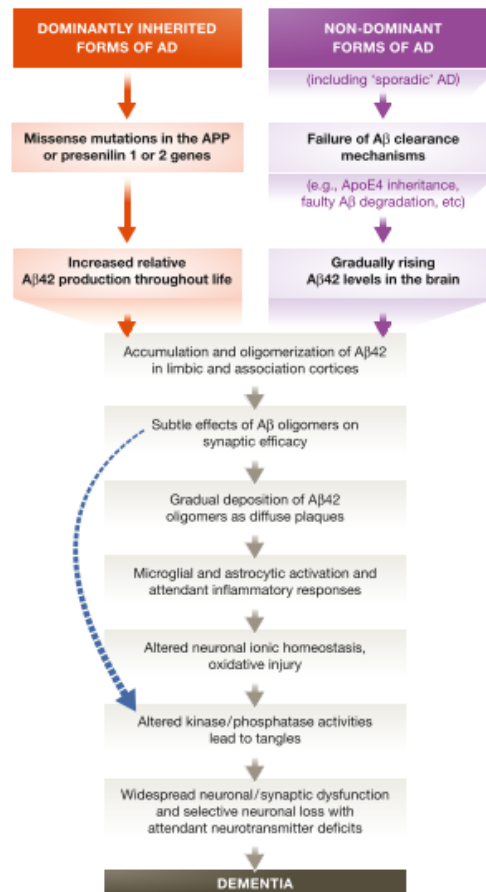 DOMINANTLY INHERITED
FORMS OF AD
Missense mutations in the APP
or presenilin 1 or 2 genes
Increased relative
Aβ42 production throughout life
NON-DOMINANT
FORMS OF AD
(including ‘sporadic’ AD)
Failure of Aβ clearance
mechanisms
(e.g., ApoE4 inheritance,
faulty Aβ degradation, etc)
Gradually rising
Aβ42 levels in the brain
Accumulation and oligomerization of Aβ42
in limbic and association cortices
Subtle effects of Aβ oligomers on
synaptic efficacy
Gradual deposition of Aβ42
oligomers as diffuse plaques
Microglial and astrocytic activation and
attendant inflammatory responses
Altered neuronal ionic homeostasis,
oxidative injury
Altered kinase/phosphatase activities
lead to tangles
Widespread neuronal/synaptic dysfunction
and selective neuronal loss with
attendant neurotransmitter deficits
DEMENTIA